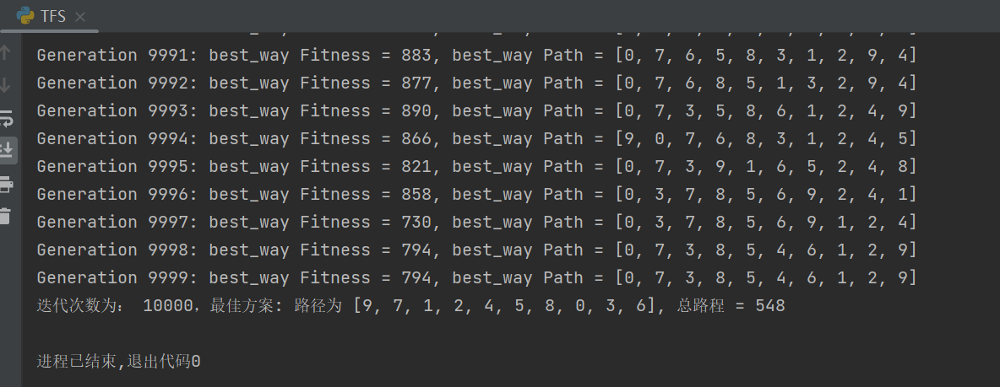 TFS
Generation 9991: best_way Fitness = 883, best_way Path = [0, 7, 6, 5, 8, 3, 1, 2, 9, 4]
Generation 9992: best_way Fitness = 877, best_way Path = [0, 7, 6, 8, 5, 1, 3, 2, 9, 4]
Generation 9993: best_way Fitness = 890, best_way Path = [0, 7, 3, 5, 8, 6, 1, 2, 4, 9]
Generation 9994: best_way Fitness = 866, best_way Path = [9, 0, 7, 6, 8, 3, 1, 2, 4, 5]
Generation 9995: best_way Fitness = 821, best_way Path = [0, 7, 3, 9, 1, 6, 5, 2, 4, 8]
Generation 9996: best_way Fitness = 858, best_way Path = [0, 3, 7, 8, 5, 6, 9, 2, 4, 1]
Generation 9997: best_way Fitness = 730, best_way Path = [0, 3, 7, 8, 5, 6, 9, 1, 2, 4]
Generation 9998: best_way Fitness = 794, best_way Path = [0, 7, 3, 8, 5, 4, 6, 1, 2, 9]
Generation 9999: best_way Fitness = 794, best_way Path = [0, 7, 3, 8, 5, 4, 6, 1, 2, 9]
迭代次数为： 10000，最佳方案: 路径为 [9, 7, 1, 2, 4, 5, 8, 0, 3, 6], 总路程 = 548
进程已结束,退出代码0